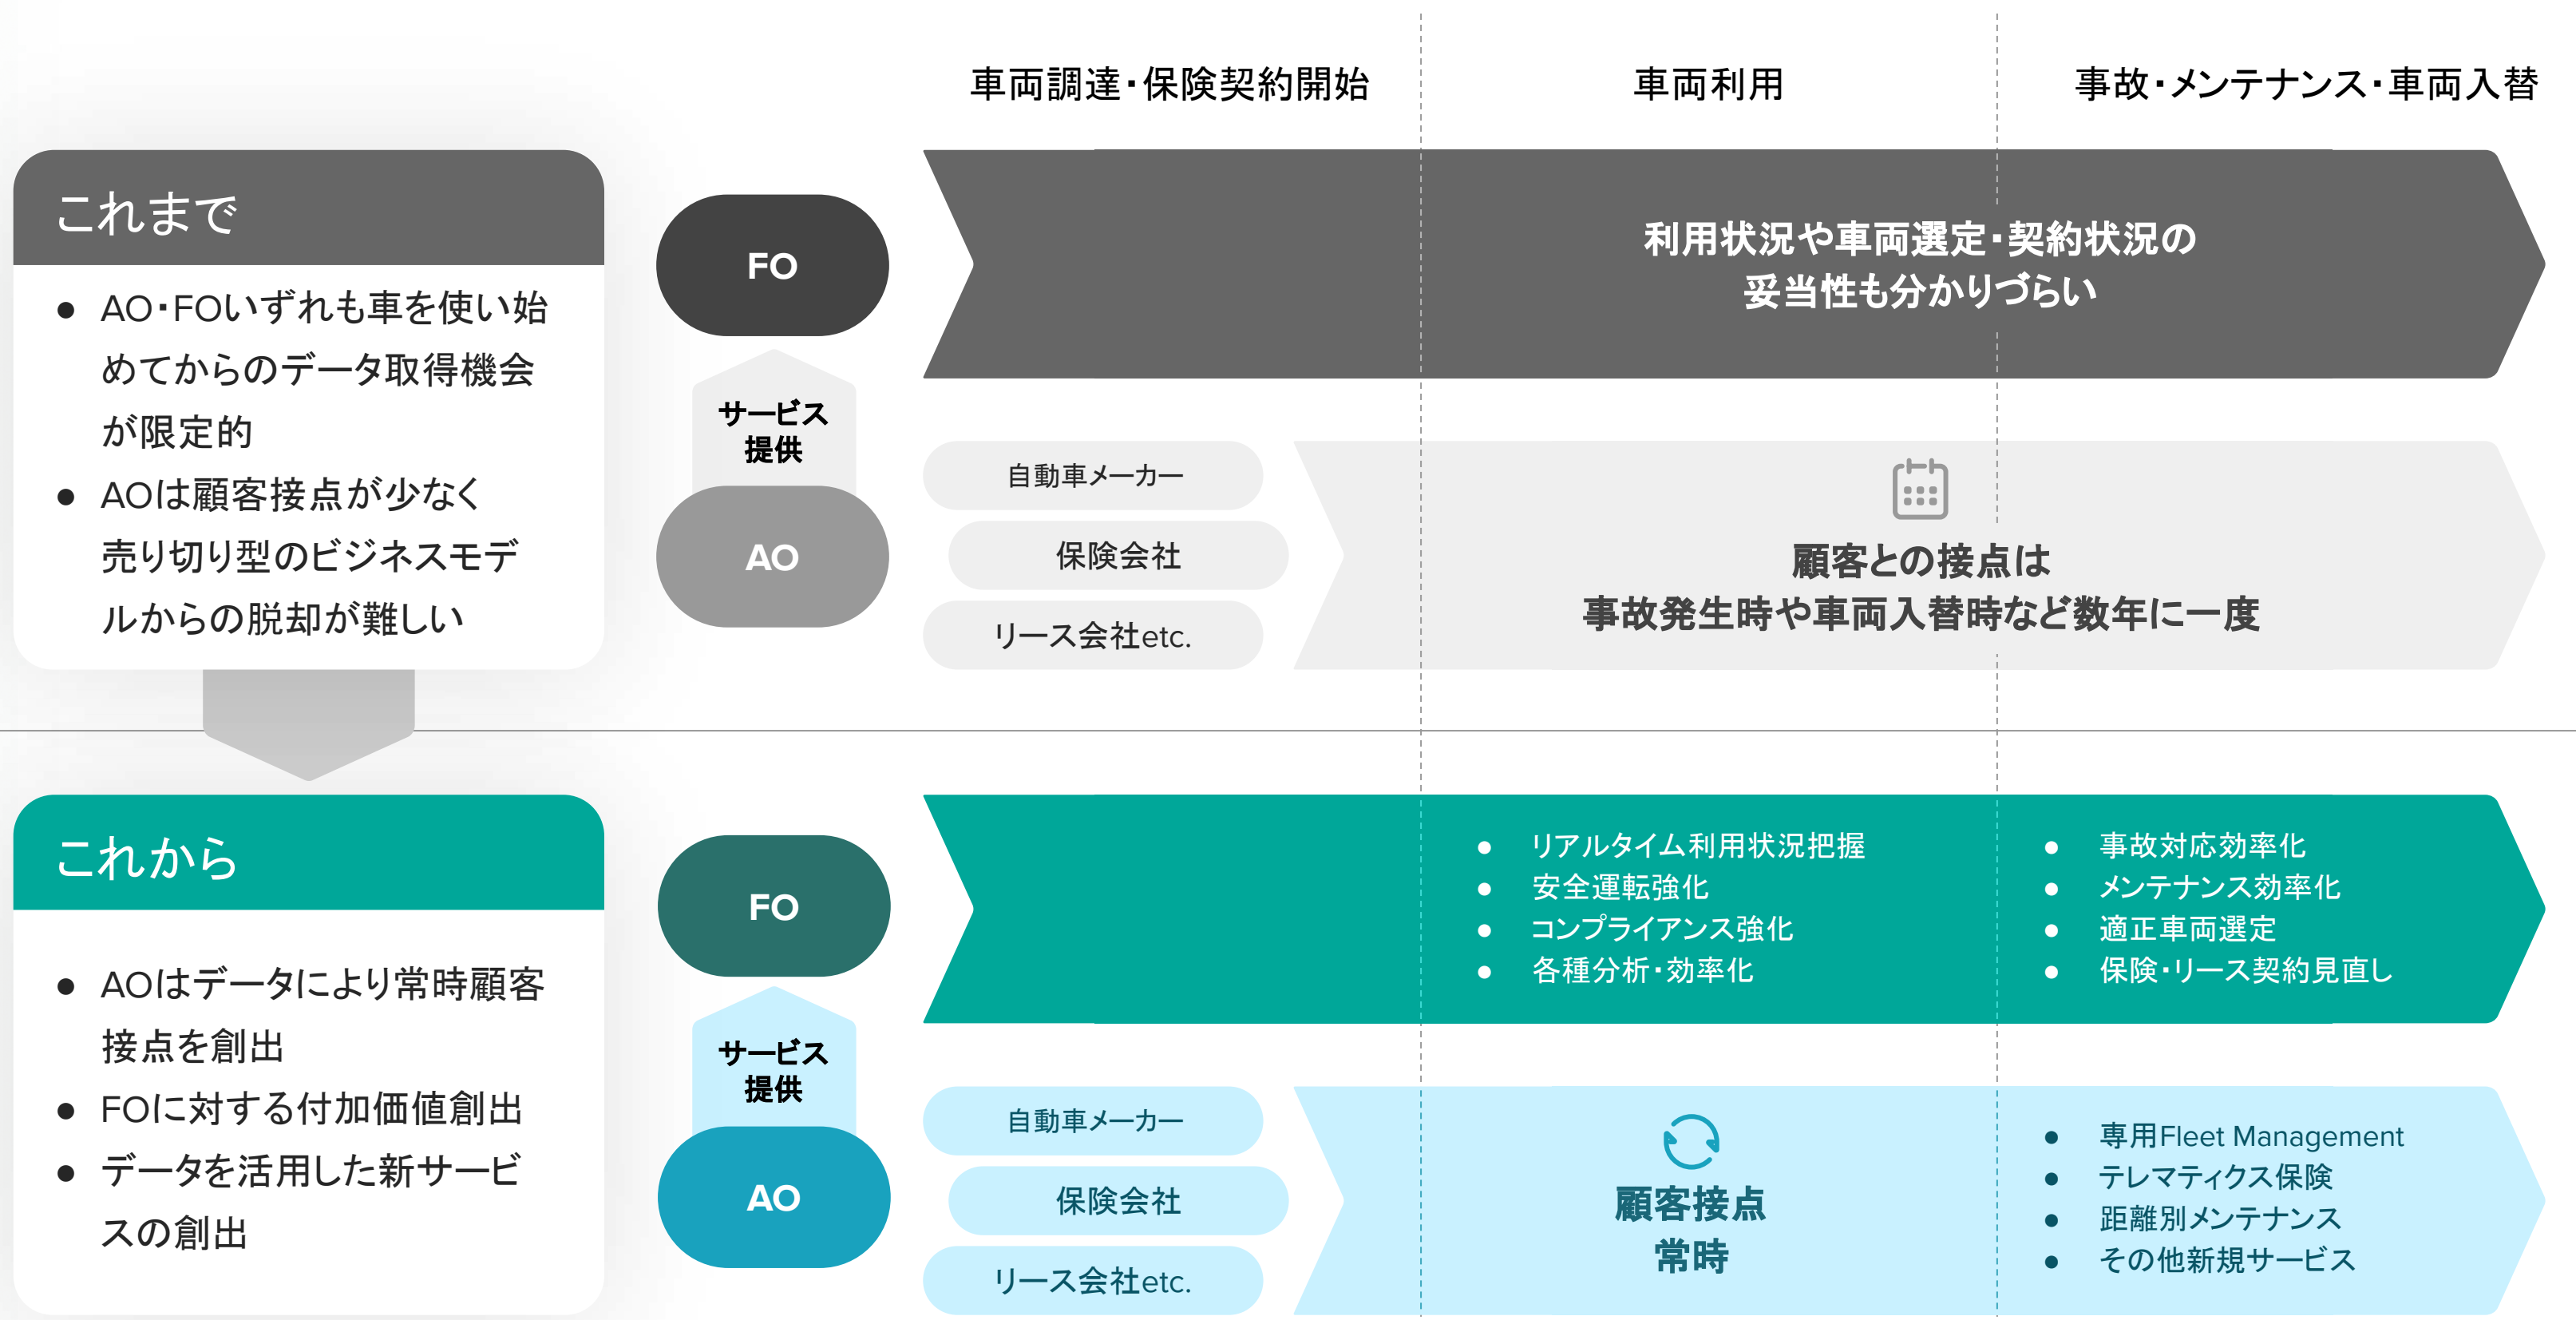 車両調達・保険契約開始
車両利用
事故・メンテナンス・車両入替
これまで
● AO・FOいずれも車を使い始
めてからのデータ取得機会
が限定的
● AOは顧客接点が少なく
売り切り型のビジネスモデ
ルからの脱却が難しい
FO
サービス
提供
AO
利用状況や車両選定・契約状況の
妥当性も分かりづらい
自動車メーカー
保険会社
リース会社etc.
顧客との接点は
事故発生時や車両入替時など数年に一度
これから
● AOはデータにより常時顧客
接点を創出
● FOに対する付加価値創出
● データを活用した新サービ
スの創出
FO
サービス
提供
AO
● リアルタイム利用状況把握
● 安全運転強化
● コンプライアンス強化
● 各種分析・効率化
● 事故対応効率化
● メンテナンス効率化
● 適正車両選定
● 保険・リース契約見直し
自動車メーカー
保険会社
リース会社etc.
顧客接点
常時
● 専用Fleet Management
● テレマティクス保険
● 距離別メンテナンス
● その他新規サービス